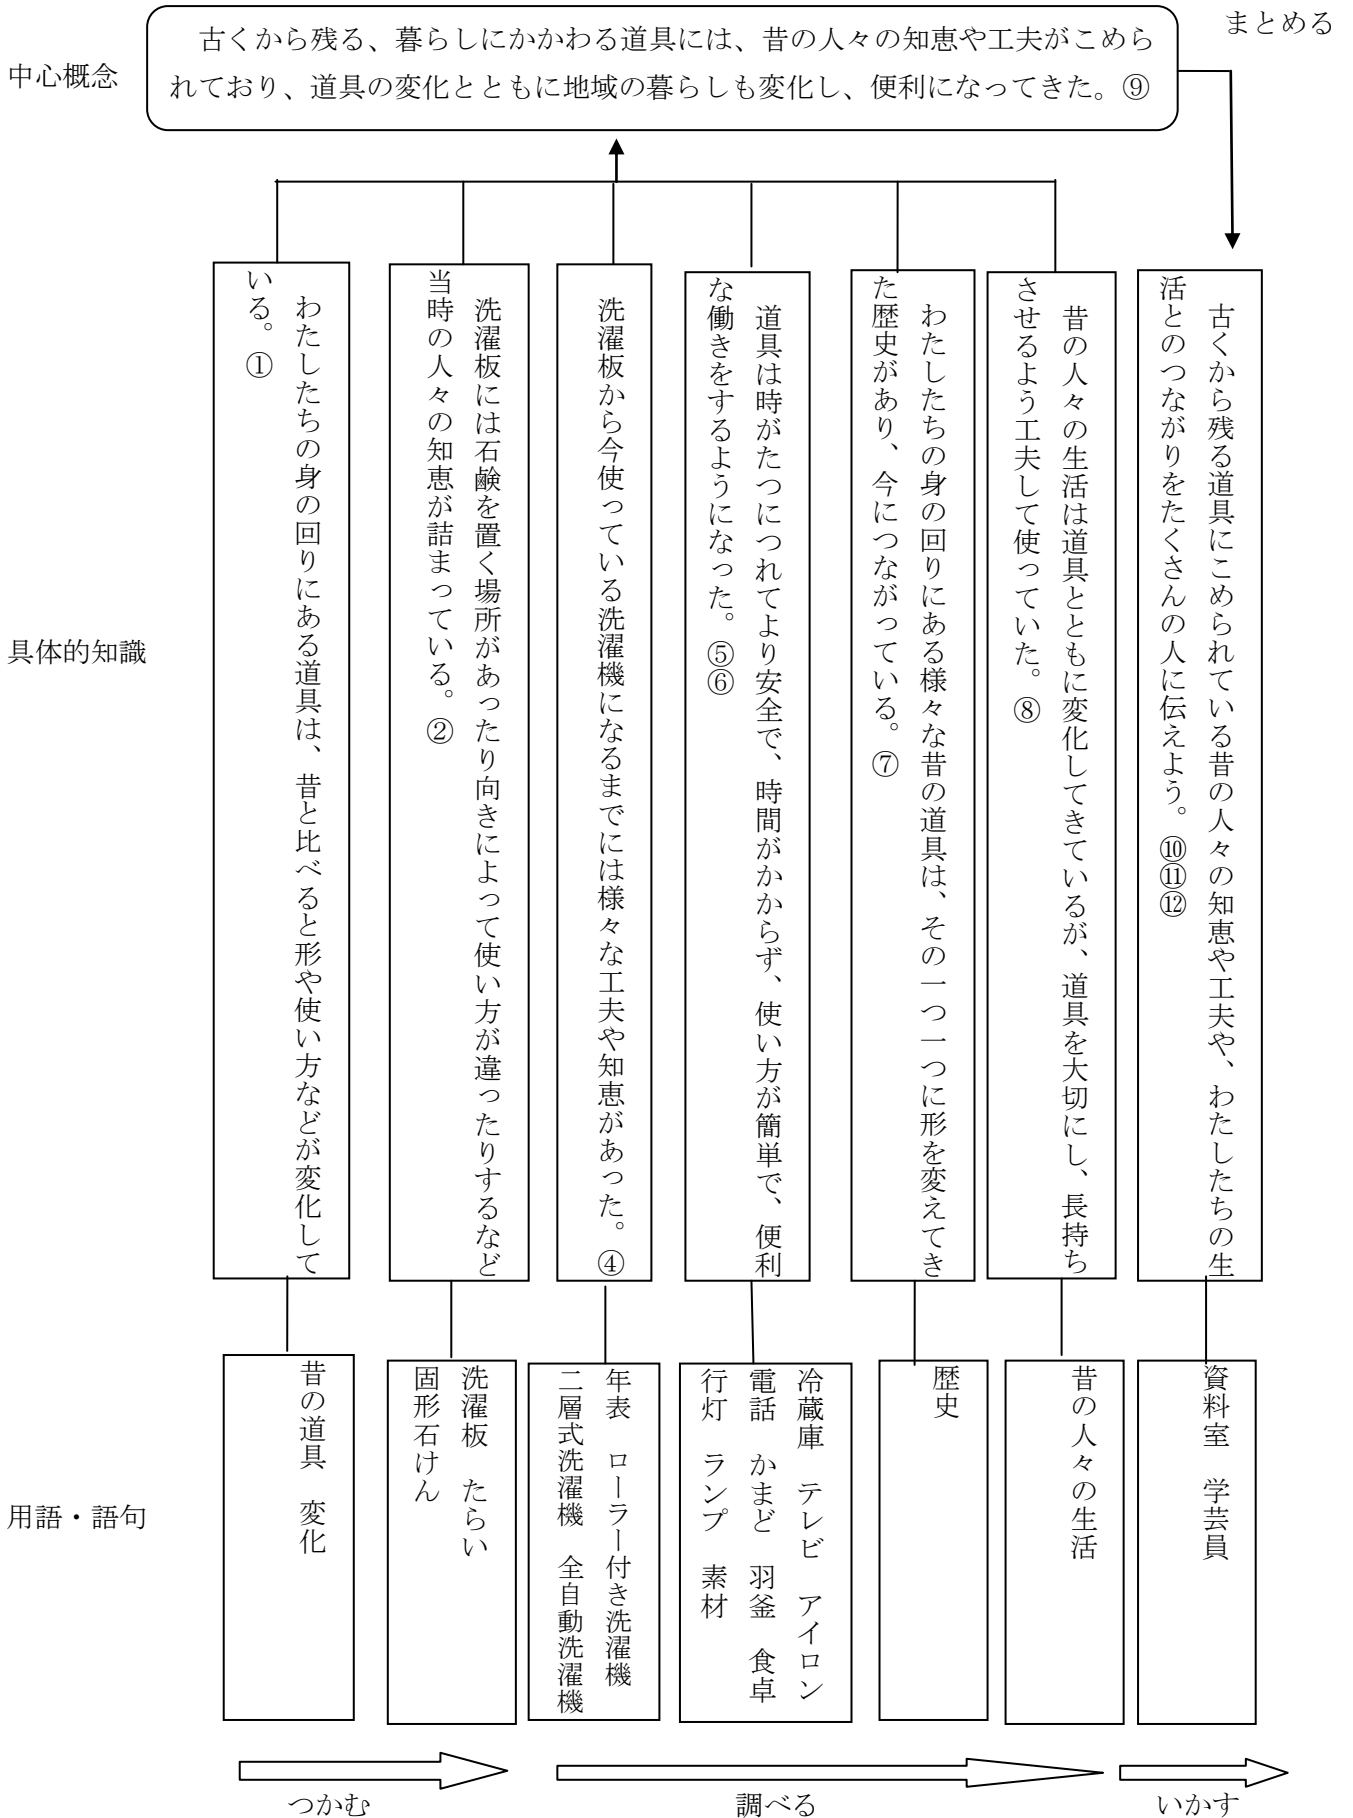 まとめる
中心概念
古くから残る、暮らしにかかわる道具には、昔の人々の知恵や工夫がこめら
れており、道具の変化とともに地域の暮らしも変化し、便利になってきた。⑨
具体的知識
わたしたちの身の回りにある道具は、昔と比べると形や使い方などが変化して
いる。①
洗濯板には石鹸を置く場所があったり向きによって使い方が違ったりするなど
当時の人々の知恵が詰まっている。②
洗濯板から今使っている洗濯機になるまでには様々な工夫や知恵があった。④
道具は時がたつにつれてより安全で、時間がかからず、使い方が簡単で、便利
な働きをするようになった。⑤⑥
わたしたちの身の回りにある様々な昔の道具は、その一つ一つに形を変えてき
た歴史があり、今につながっている。⑦
昔の人々の生活は道具とともに変化してきているが、道具を大切にし、長持ち
させるよう工夫して使っていた。⑧
古くから残る道具にこめられている昔の人々の知恵や工夫や、わたしたちの生
活とのつながりをたくさんの人に伝えよう。⑩⑪⑫
用語・語句
昔の道具　変化
洗濯板　たらい
固形石けん
年表　ローラー付き洗濯機
二層式洗濯機　全自動洗濯機
冷蔵庫　テレビ　アイロン
電話　かまど　羽釜　食卓
行灯　ランプ　素材
歴史
昔の人々の生活
資料室　学芸員
つかむ
調べる
いかす